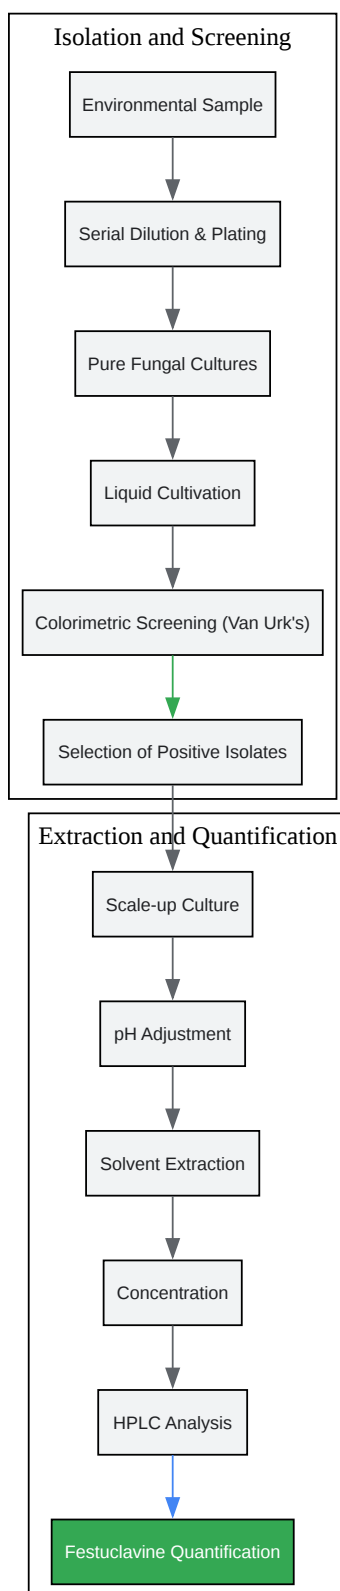 Isolation and Screening
Environmental Sample
Serial Dilution & Plating
Pure Fungal Cultures
Liquid Cultivation
Colorimetric Screening (Van Urk's)
Selection of Positive Isolates
Extraction and Quantification
Scale-up Culture
pH Adjustment
Solvent Extraction
Concentration
HPLC Analysis
Festuclavine Quantification